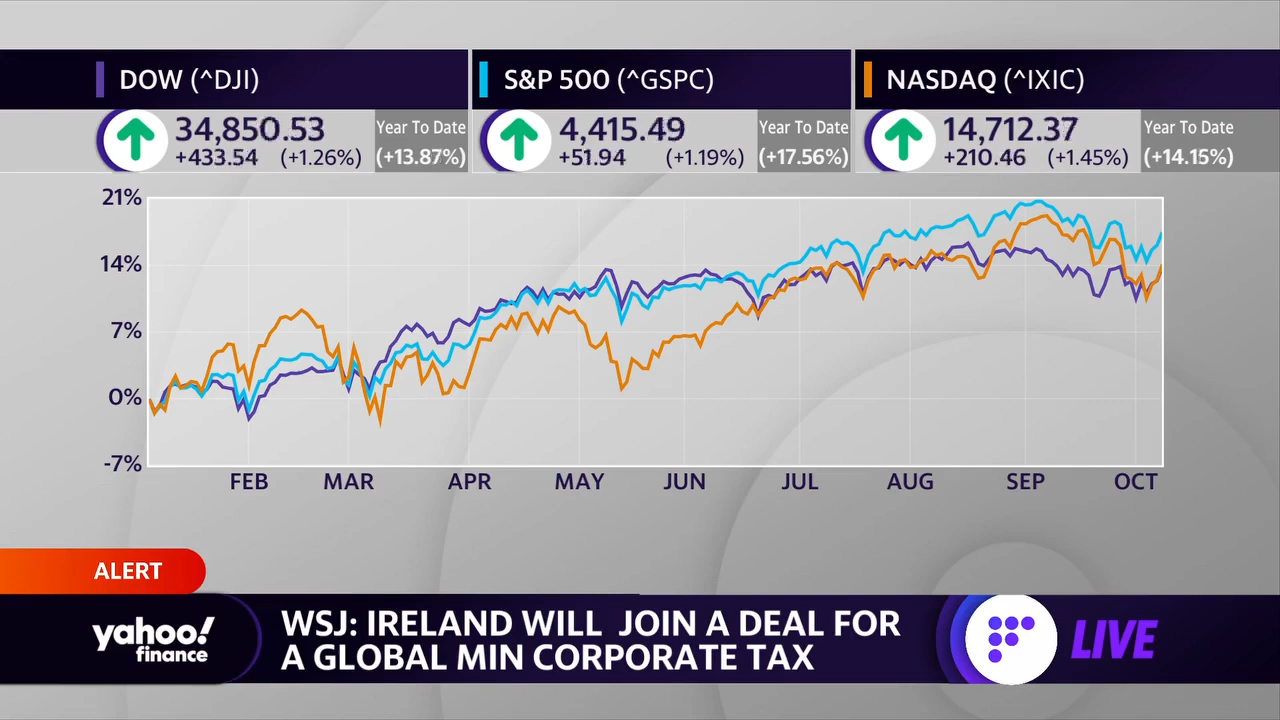 DOW (^DJI)
34,850.53
+433.54 (+1.26%)
Year To Date
(+13.87%)
S&P 500 (^GSPC)
4,415.49
+51.94 (+1.19%)
Year To Date
(+17.56%)
NASDAQ (^IXIC)
14,712.37
+210.46 (+1.45%)
Year To Date
(+14.15%)
21%
14%
7%
0%
-7%
FEB MAR APR MAY JUN JUL AUG SEP OCT
ALERT
yahoo!
finance
WSJ: IRELAND WILL JOIN A DEAL FOR
A GLOBAL MIN CORPORATE TAX
LIVE